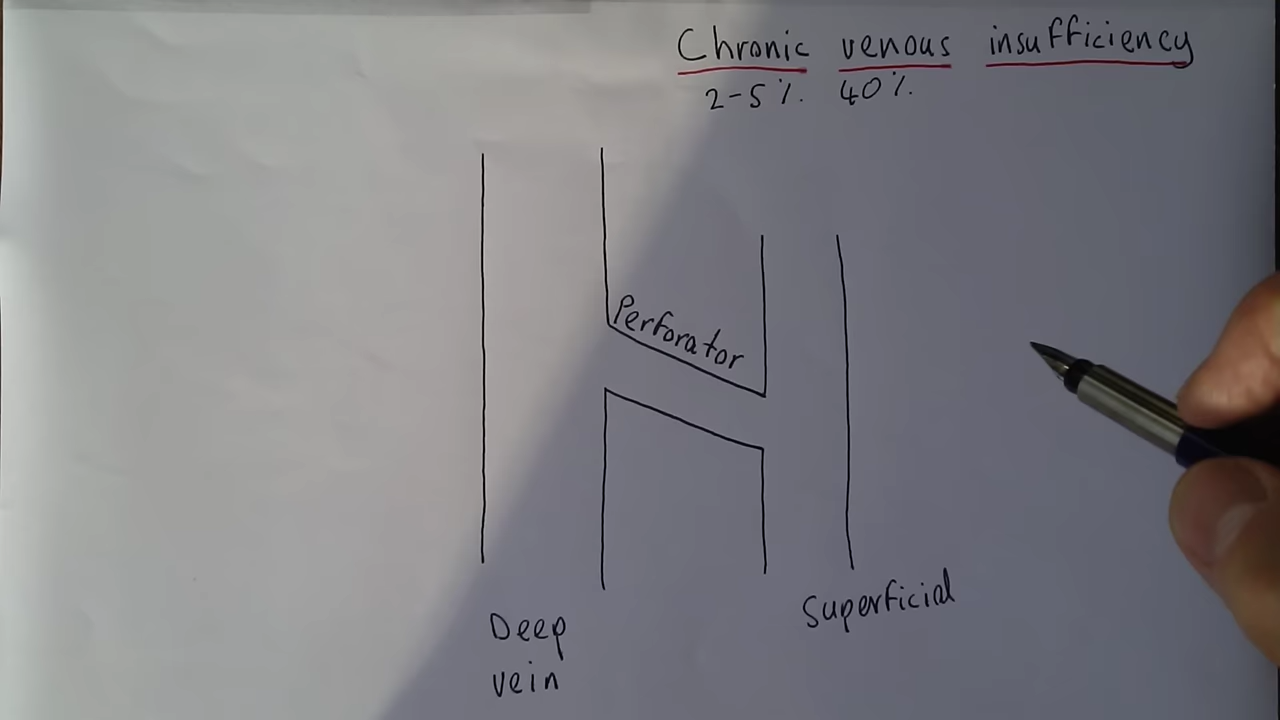 Chronic venous insufficiency
2-5% 40%
Perforator
Superficial
Deep
vein